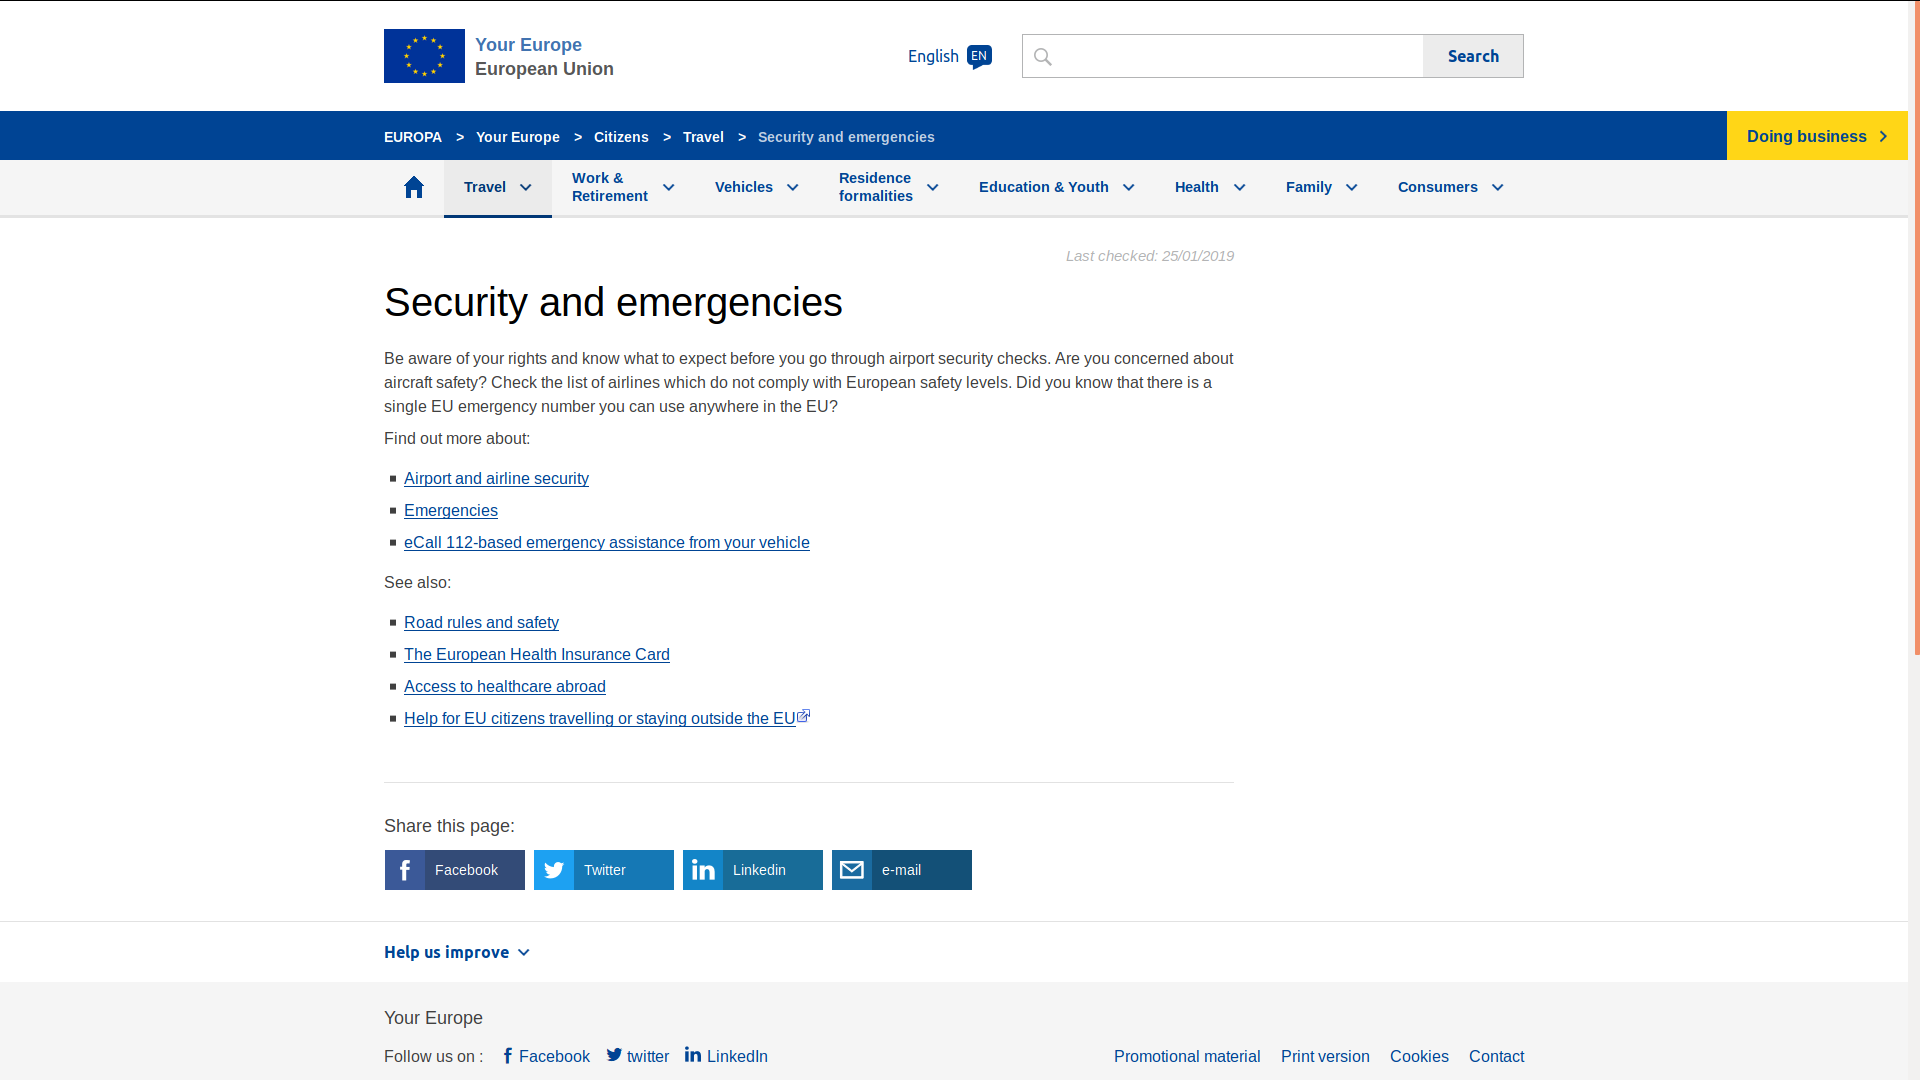 Your Europe
European Union
English EN
Search
EUROPA > Your Europe > Citizens > Travel > Security and emergencies
Doing business
Travel
Work &
Retirement
Vehicles
Residence
formalities
Education & Youth
Health
Family
Consumers
Last checked: 25/01/2019
Security and emergencies
Be aware of your rights and know what to expect before you go through airport security checks. Are you concerned about
aircraft safety? Check the list of airlines which do not comply with European safety levels. Did you know that there is a
single EU emergency number you can use anywhere in the EU?
Find out more about:
Airport and airline security
Emergencies
eCall 112-based emergency assistance from your vehicle
See also:
Road rules and safety
The European Health Insurance Card
Access to healthcare abroad
Help for EU citizens travelling or staying outside the EU
Share this page:
Facebook
Twitter
Linkedin
e-mail
Help us improve
Your Europe
Follow us on : Facebook twitter LinkedIn
Promotional material Print version Cookies Contact